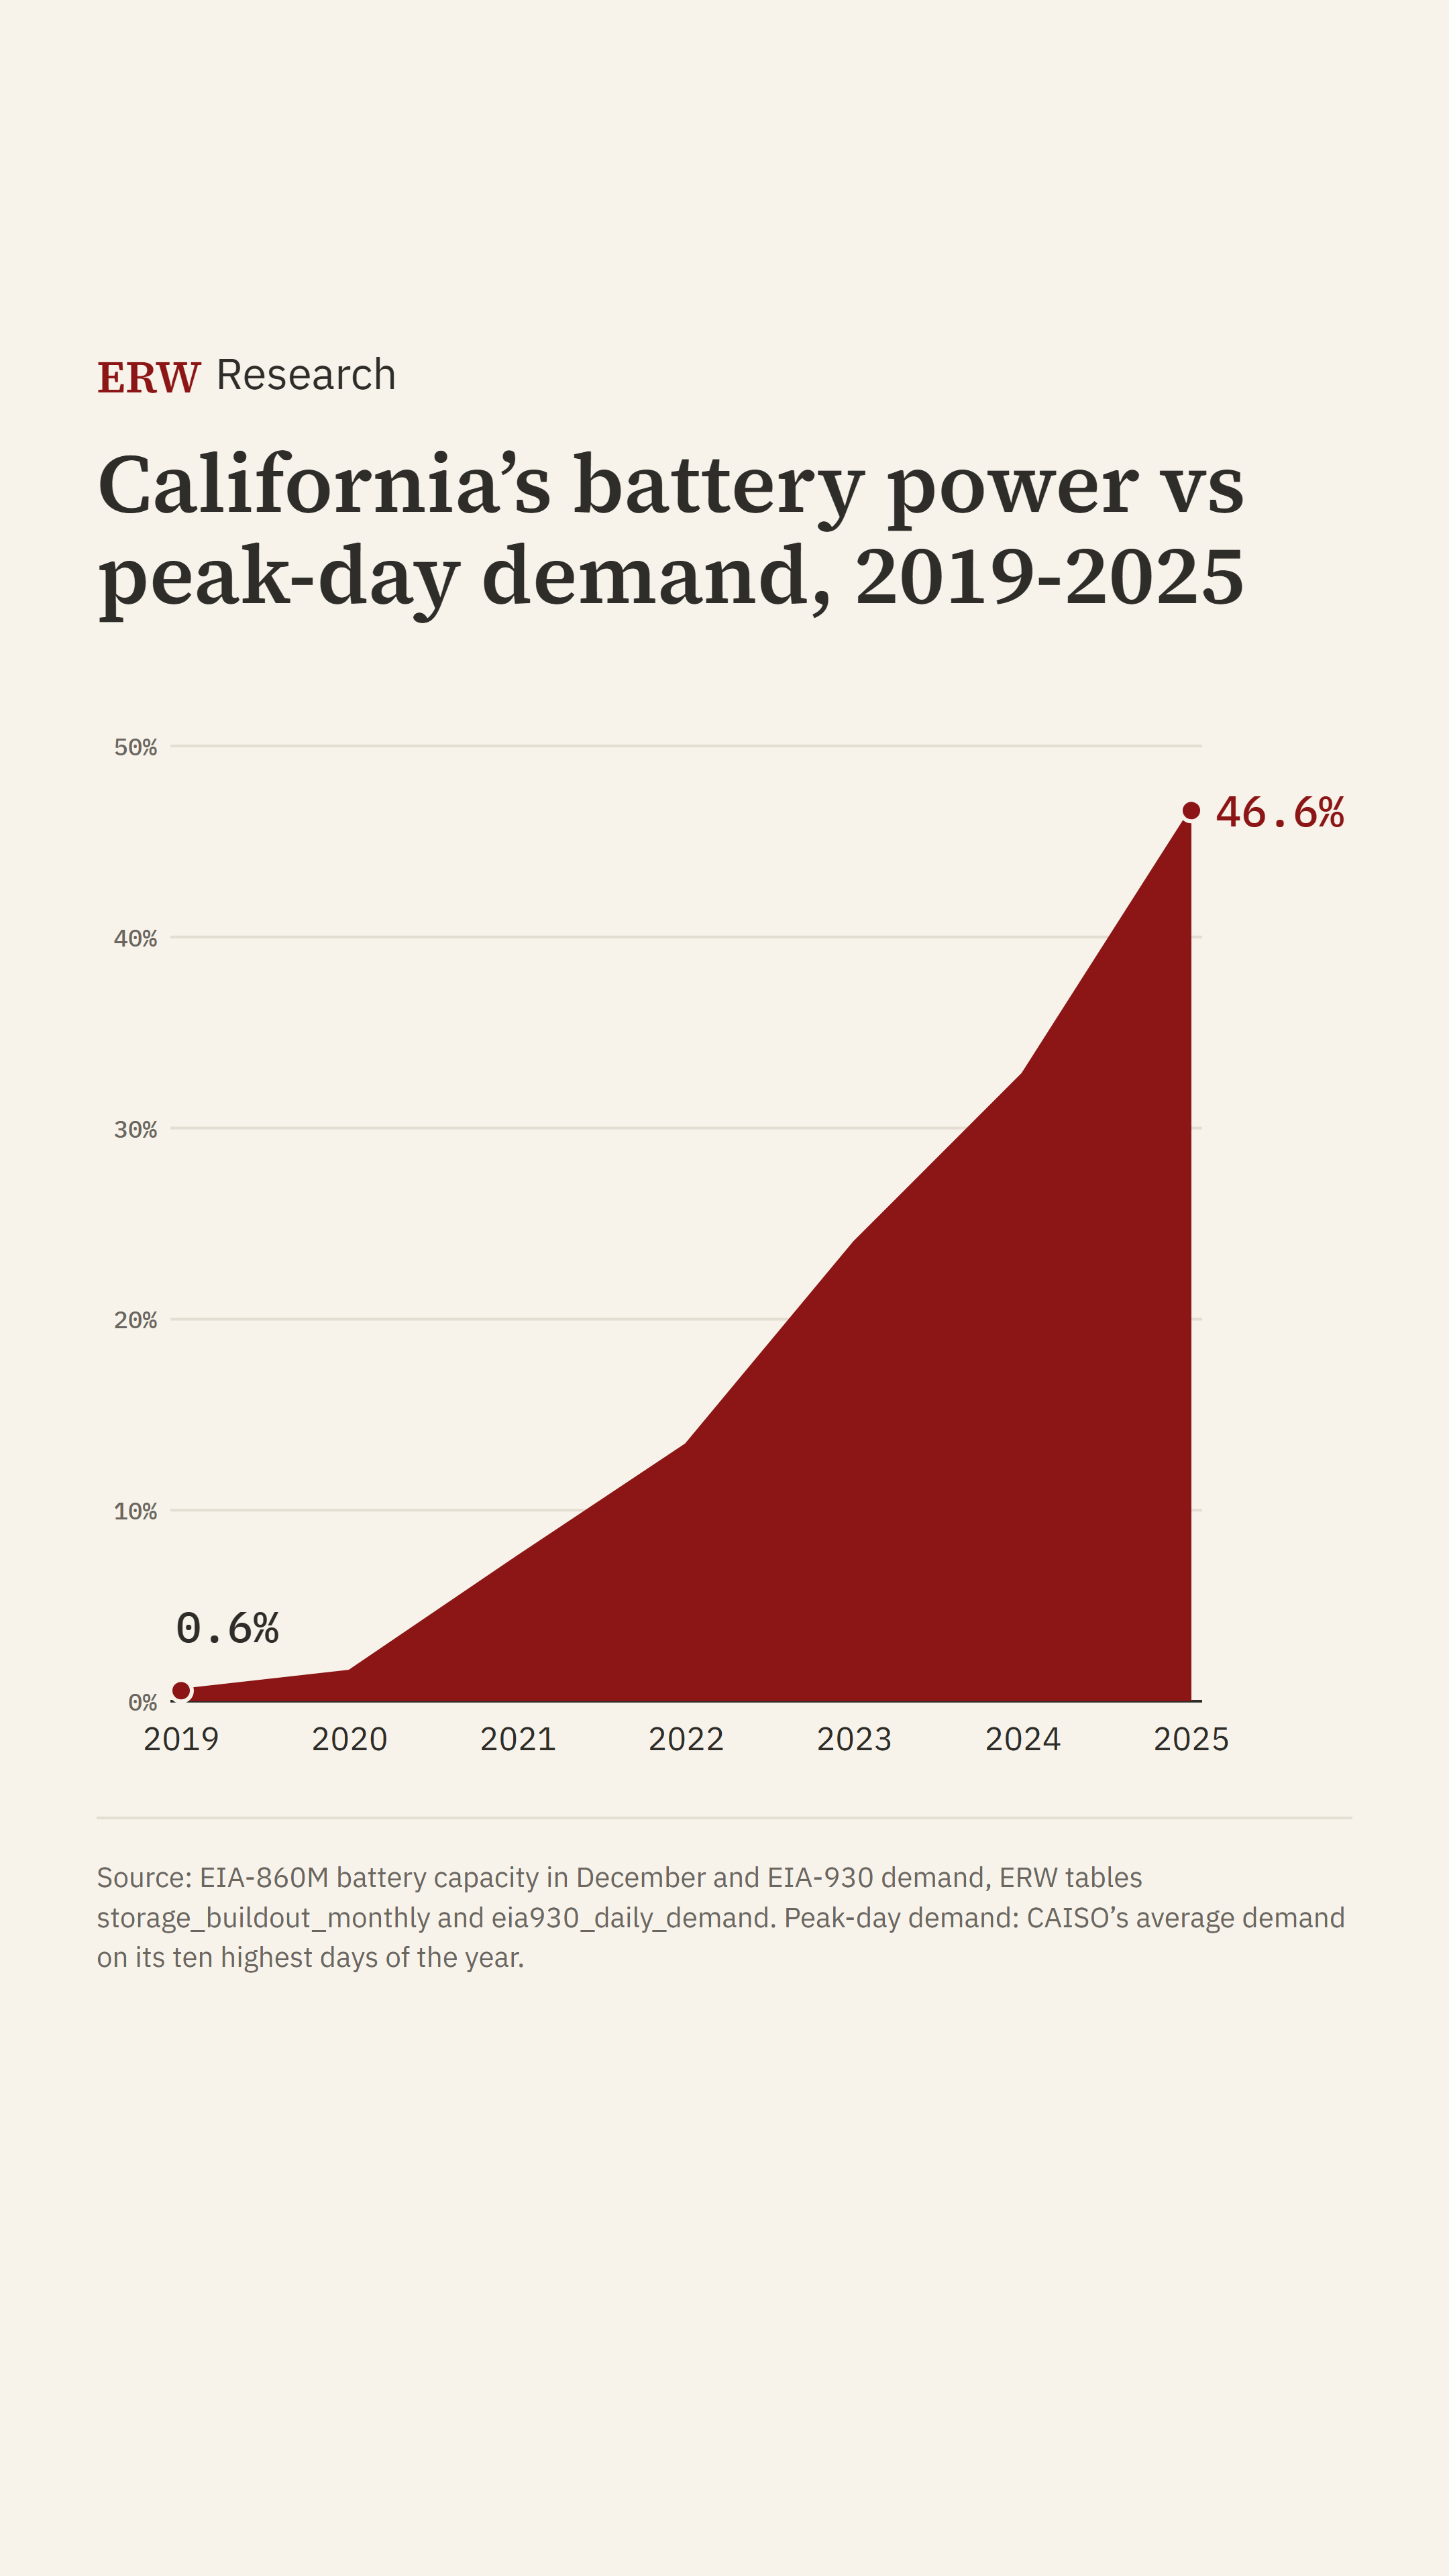 ERW Research
California’s battery power vs
peak-day demand, 2019-2025
50%
46.6%
40%
30%
20%
10%
0.6%
0%
2019 2020 2021 2022 2023 2024 2025
Source: EIA-860M battery capacity in December and EIA-930 demand, ERW tables
storage_buildout_monthly and eia930_daily_demand. Peak-day demand: CAISO’s average demand
on its ten highest days of the year.